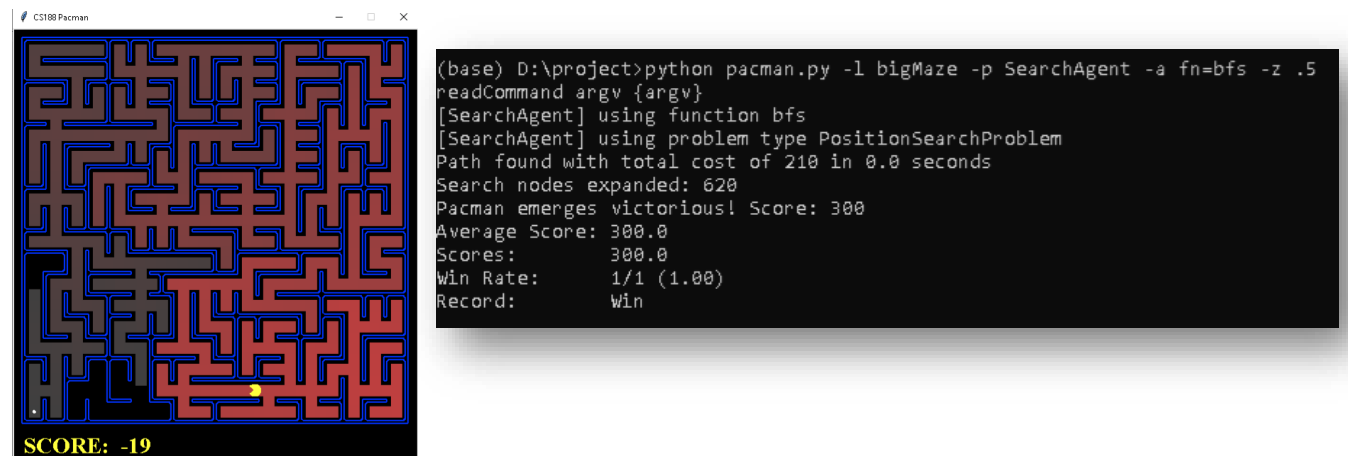 CS188 Pacman
SCORE: -19
(base) D:\project>python pacman.py -l bigMaze -p SearchAgent -a fn=bfs -z .5
readCommand argv {argv}
[SearchAgent] using function bfs
[SearchAgent] using problem type PositionSearchProblem
Path found with total cost of 210 in 0.0 seconds
Search nodes expanded: 620
Pacman emerges victorious! Score: 300
Average Score: 300.0
Scores:        300.0
Win Rate:      1/1 (1.00)
Record:        Win